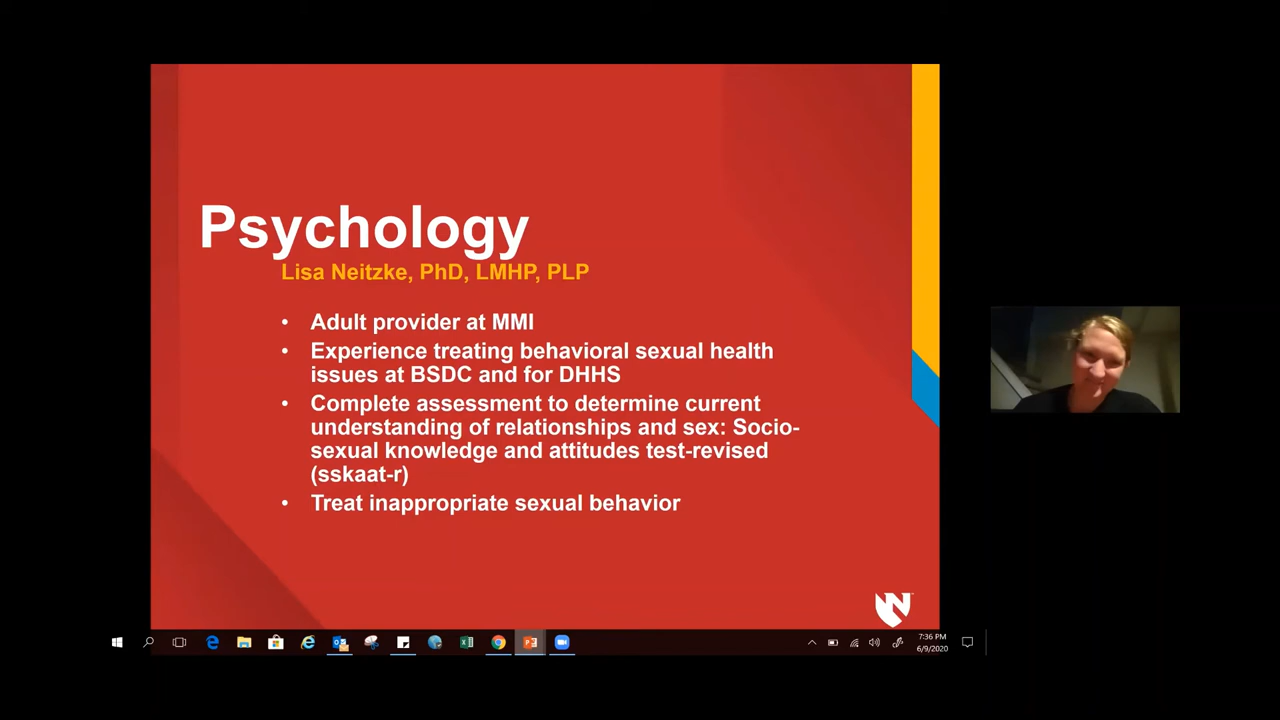 Psychology
Lisa Neitzke, PhD, LMHP, PLP
• Adult provider at MMI
• Experience treating behavioral sexual health
issues at BSDC and for DHHS
• Complete assessment to determine current
understanding of relationships and sex: Socio-
sexual knowledge and attitudes test-revised
(sskaat-r)
• Treat inappropriate sexual behavior
7:36 PM
6/9/2020